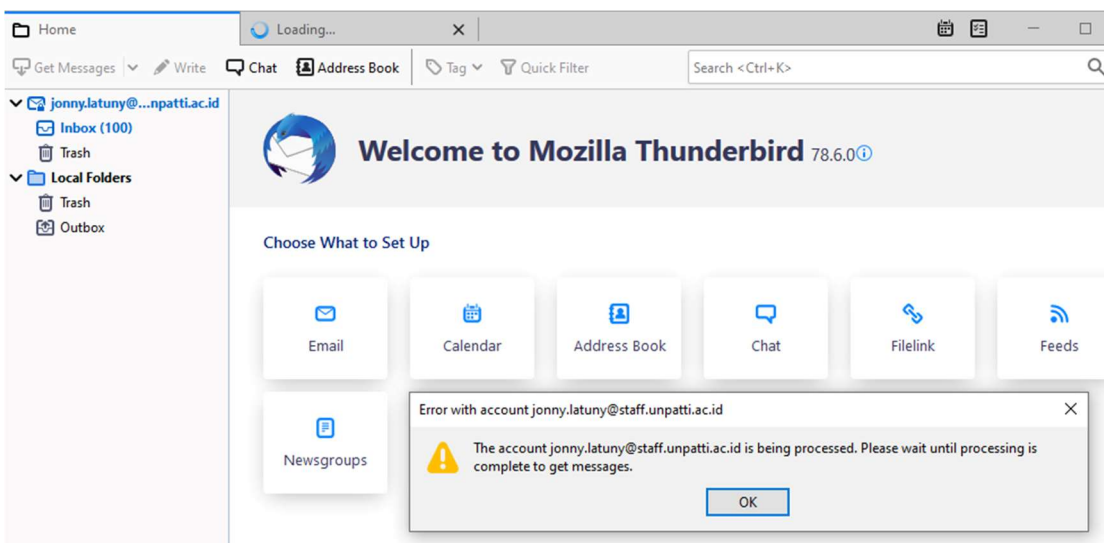 Home
Loading...
Get Messages
Write
Chat
Address Book
Tag
Quick Filter
Search <Ctrl+K>
jonny.latuny@...npatti.ac.id
Inbox (100)
Trash
Local Folders
Trash
Outbox
Welcome to Mozilla Thunderbird 78.6.0
Choose What to Set Up
Email
Calendar
Address Book
Chat
Filelink
Feeds
Newsgroups
Error with account jonny.latuny@staff.unpatti.ac.id
The account jonny.latuny@staff.unpatti.ac.id is being processed. Please wait until processing is
complete to get messages.
OK